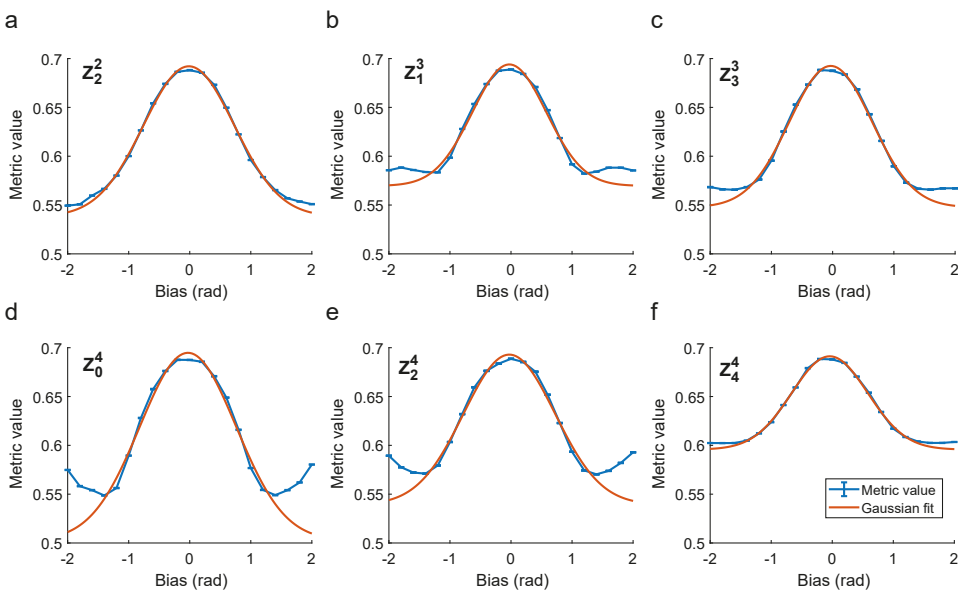 a
0.7
0.65
0.6
0.55
0.5
Metric value
Z₂²
-2 -1 0 1 2
Bias (rad)
b
0.7
0.65
0.6
0.55
0.5
Metric value
Z₁³
-2 -1 0 1 2
Bias (rad)
c
0.7
0.65
0.6
0.55
0.5
Metric value
Z₃³
-2 -1 0 1 2
Bias (rad)
d
0.7
0.65
0.6
0.55
0.5
Metric value
Z₀⁴
-2 -1 0 1 2
Bias (rad)
e
0.7
0.65
0.6
0.55
0.5
Metric value
Z₂⁴
-2 -1 0 1 2
Bias (rad)
f
0.7
0.65
0.6
0.55
0.5
Metric value
Z₄⁴
Metric value
Gaussian fit
-2 -1 0 1 2
Bias (rad)